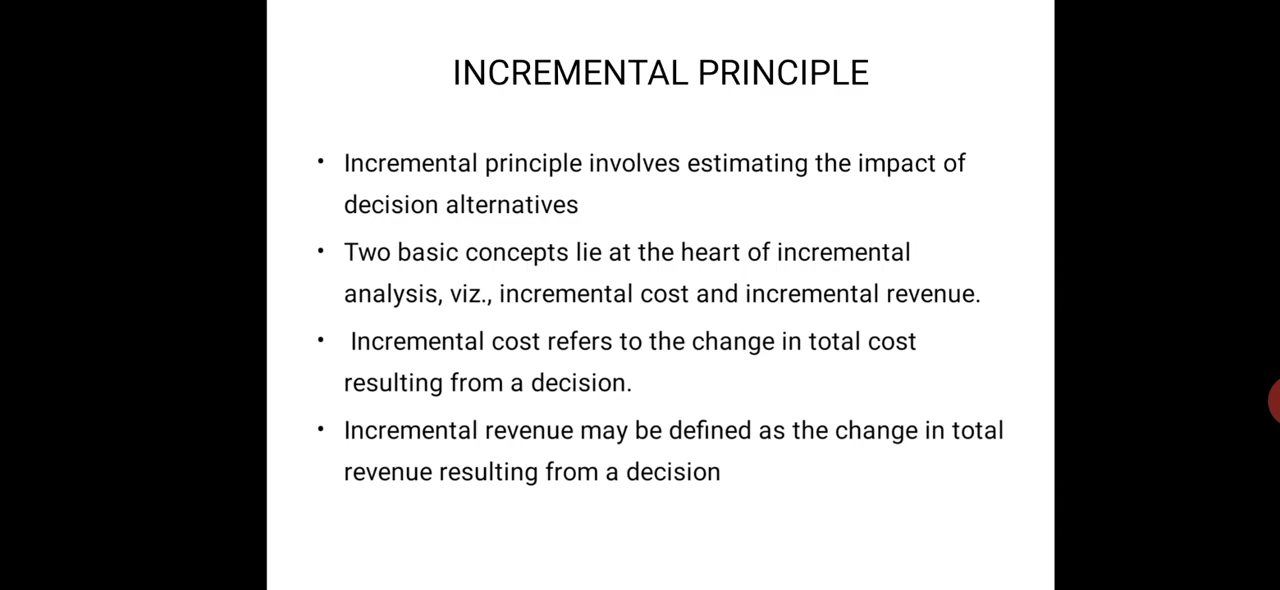 INCREMENTAL PRINCIPLE
• Incremental principle involves estimating the impact of
decision alternatives
• Two basic concepts lie at the heart of incremental
analysis, viz., incremental cost and incremental revenue.
• Incremental cost refers to the change in total cost
resulting from a decision.
• Incremental revenue may be defined as the change in total
revenue resulting from a decision